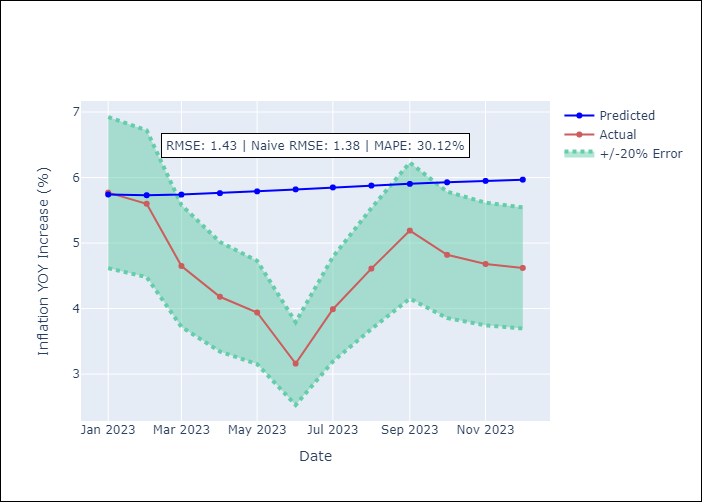 RMSE: 1.43 | Naive RMSE: 1.38 | MAPE: 30.12%
Predicted
Actual
+/-20% Error
Inflation YOY Increase (%)
7
6
5
4
3
Jan 2023
Mar 2023
May 2023
Jul 2023
Sep 2023
Nov 2023
Date